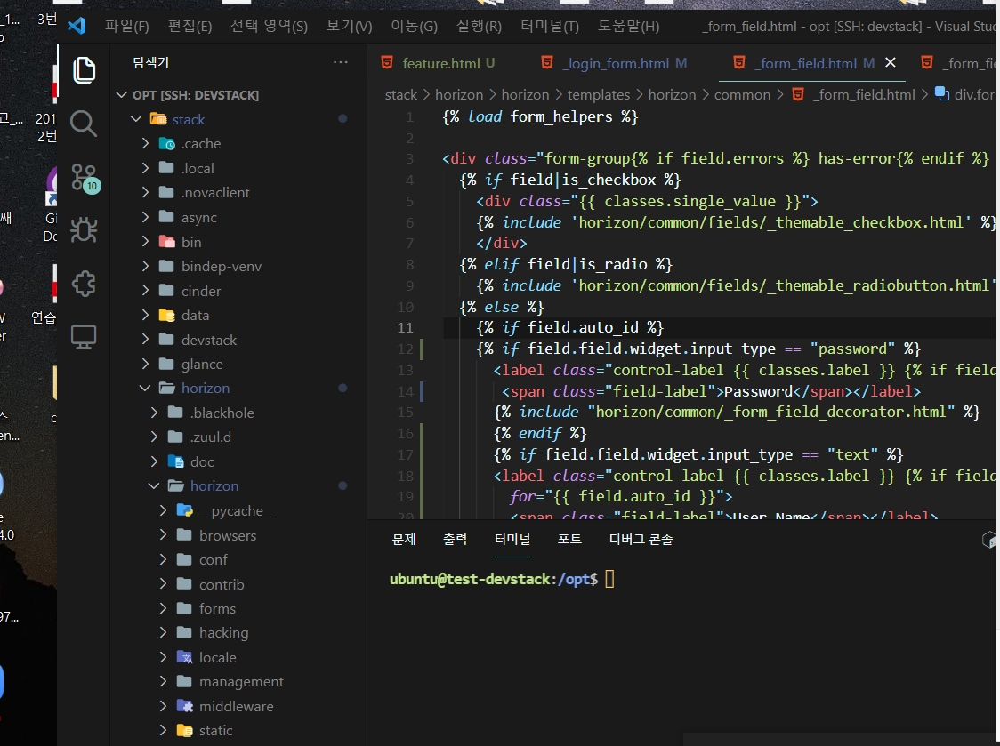 _1...
3번
파일(F) 편집(E) 선택 영역(S) 보기(V) 이동(G) 실행(R) 터미널(T) 도움말(H) _form_field.html - opt [SSH: devstack] - Visual Stu
탐색기 ...
OPT [SSH: DEVSTACK]
교_...
201
2번
째
Gi
De
10
연습
er
스
en...
4.0
97...
stack
.cache
.local
.novaclient
async
bin
bindep-venv
cinder
data
devstack
glance
horizon
.blackhole
.zuul.d
doc
horizon
__pycache__
browsers
conf
contrib
forms
hacking
locale
management
middleware
static
feature.html U _login_form.html M _form_field.html M _form_fi
stack > horizon > horizon > templates > horizon > common > _form_field.html > div.for
1 {% load form_helpers %}
2
3 <div class="form-group{% if field.errors %} has-error{% endif %}
4 {% if field|is_checkbox %}
5 <div class="{{ classes.single_value }}">
6 {% include 'horizon/common/fields/_themable_checkbox.html' %}
7 </div>
8 {% elif field|is_radio %}
9 {% include 'horizon/common/fields/_themable_radiobutton.html'
10 {% else %}
11 {% if field.auto_id %}
12 {% if field.field.widget.input_type == "password" %}
13 <label class="control-label {{ classes.label }} {% if field
14 <span class="field-label">Password</span></label>
15 {% include "horizon/common/_form_field_decorator.html" %}
16 {% endif %}
17 {% if field.field.widget.input_type == "text" %}
18 <label class="control-label {{ classes.label }} {% if field
19 for="{{ field.auto_id }}">
20 <span class="field-label">User Name</span></label>
문제 출력 터미널 포트 디버그 콘솔
ubuntu@test-devstack:/opt$